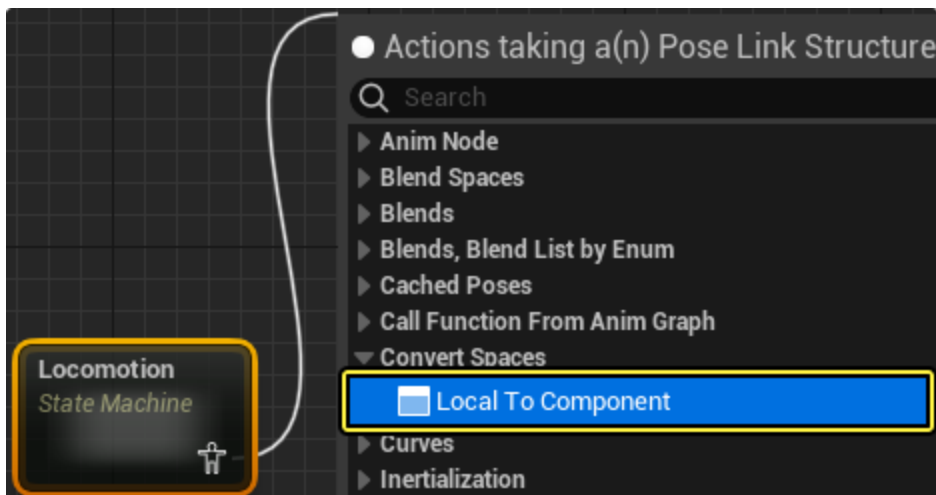 Actions taking a(n) Pose Link Structure
Search
Anim Node
Blend Spaces
Blends
Blends, Blend List by Enum
Cached Poses
Call Function From Anim Graph
Convert Spaces
Local To Component
Curves
Inertialization
Locomotion
State Machine